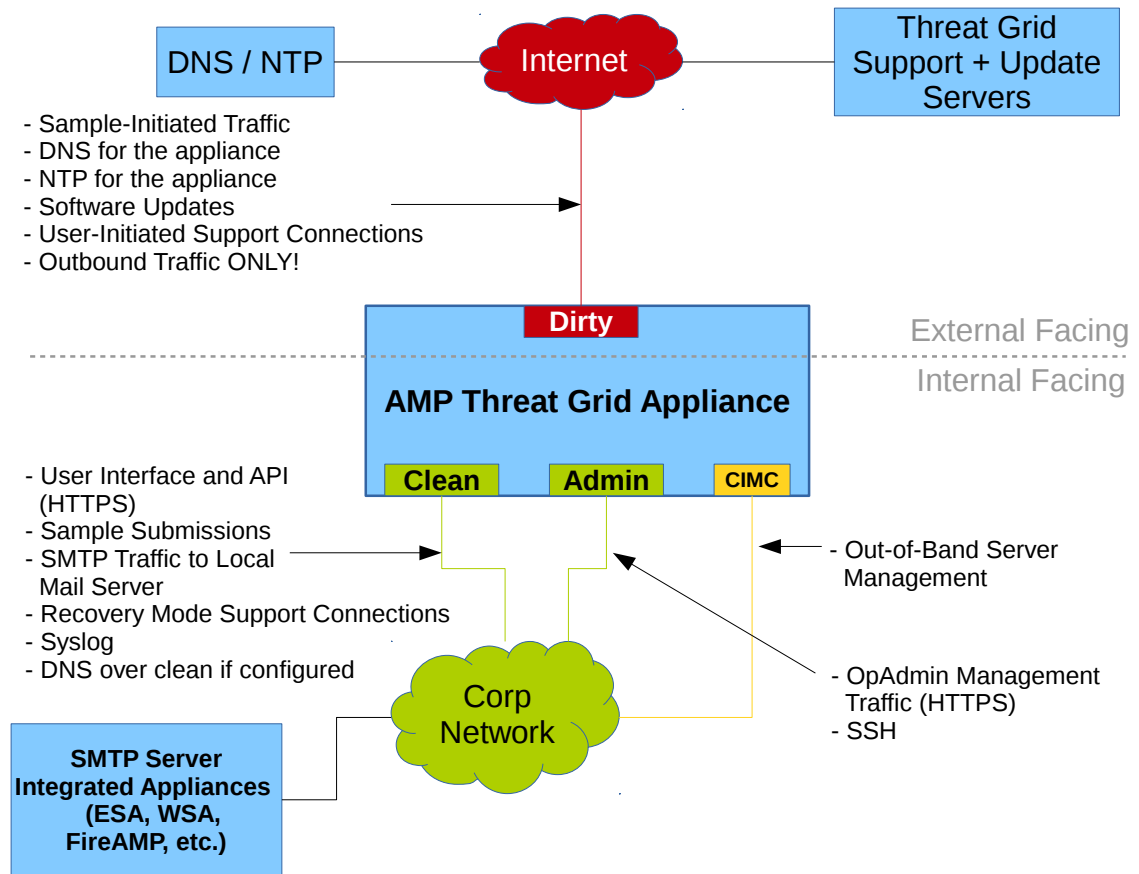 DNS / NTP
Internet
Threat Grid
Support + Update
Servers
- Sample-Initiated Traffic
- DNS for the appliance
- NTP for the appliance
- Software Updates
- User-Initiated Support Connections
- Outbound Traffic ONLY!
Dirty
External Facing
Internal Facing
AMP Threat Grid Appliance
Clean
Admin
CIMC
- User Interface and API
(HTTPS)
- Sample Submissions
- SMTP Traffic to Local
Mail Server
- Recovery Mode Support Connections
- Syslog
- DNS over clean if configured
- Out-of-Band Server
Management
- OpAdmin Management
Traffic (HTTPS)
- SSH
Corp
Network
SMTP Server
Integrated Appliances
(ESA, WSA,
FireAMP, etc.)